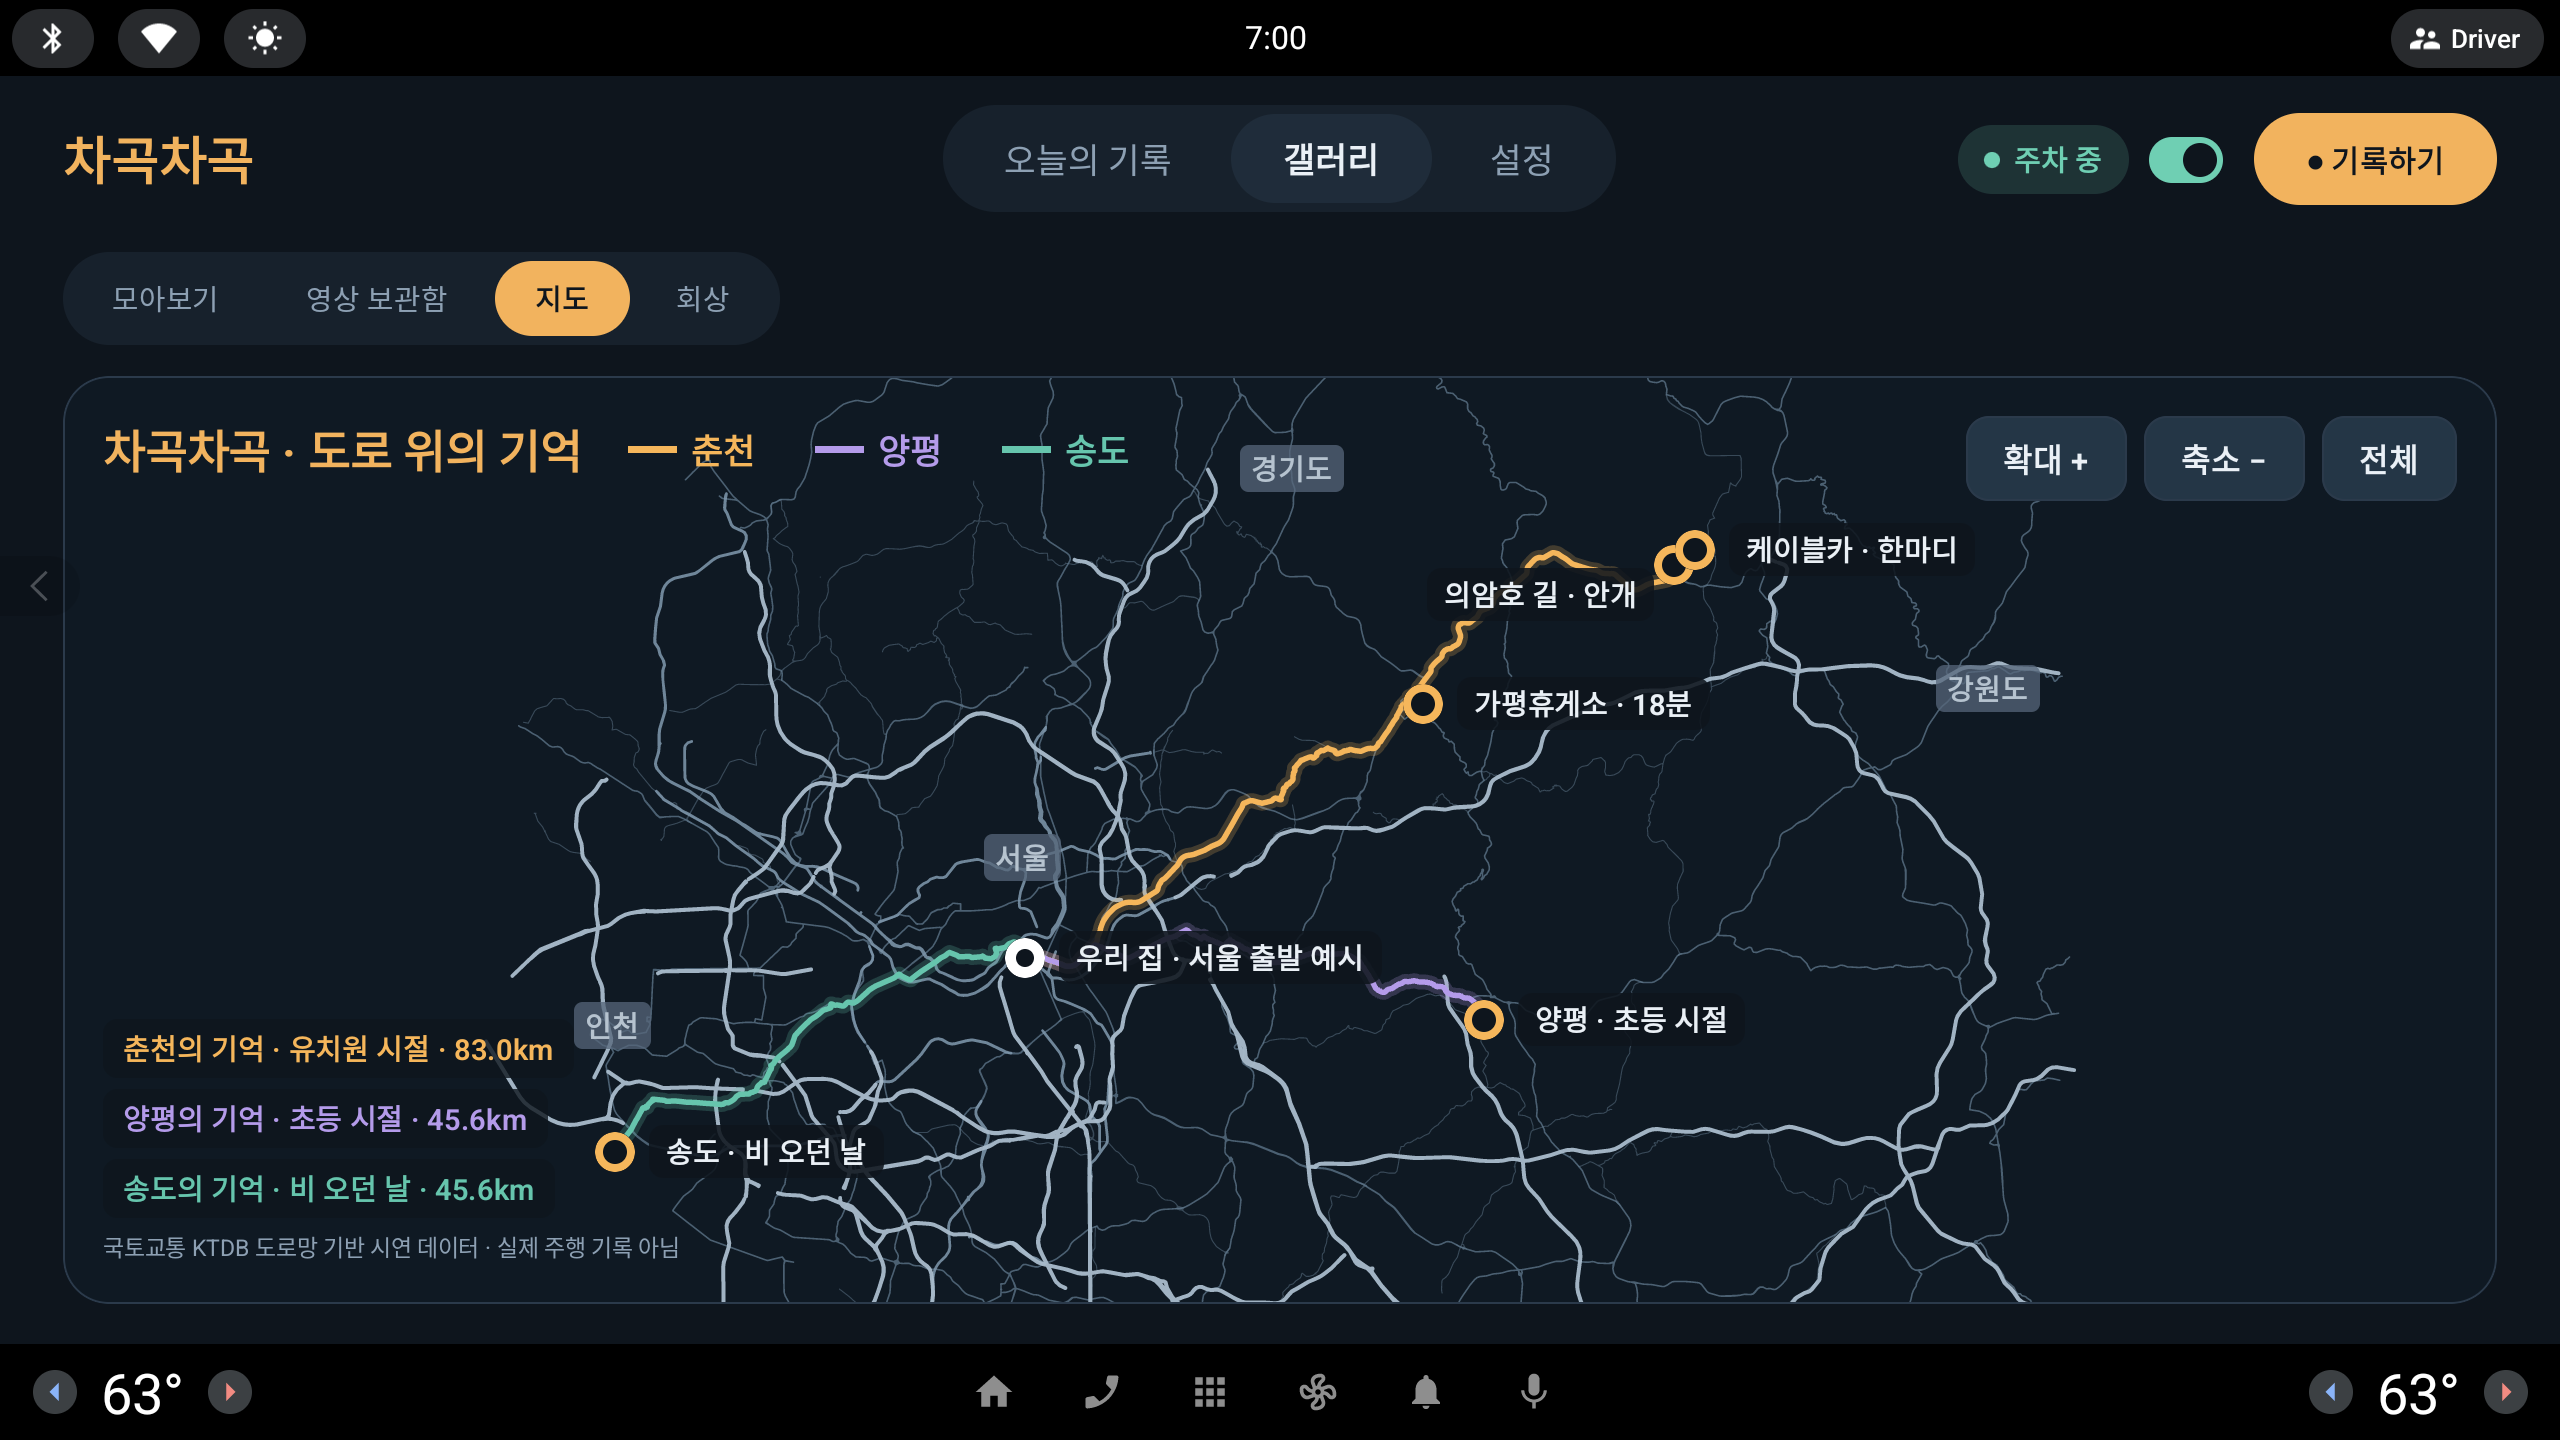 7:00
Driver
차곡차곡
오늘의 기록
갤러리
설정
주차 중
● 기록하기
모아보기
영상 보관함
지도
회상
차곡차곡 · 도로 위의 기억
춘천
양평
송도
확대 +
축소 −
전체
경기도
케이블카 · 한마디
의암호 길 · 안개
강원도
가평휴게소 · 18분
서울
우리 집 · 서울 출발 예시
인천
양평 · 초등 시절
춘천의 기억 · 유치원 시절 · 83.0km
양평의 기억 · 초등 시절 · 45.6km
송도 · 비 오던 날
송도의 기억 · 비 오던 날 · 45.6km
국토교통 KTDB 도로망 기반 시연 데이터 · 실제 주행 기록 아님
63°
63°